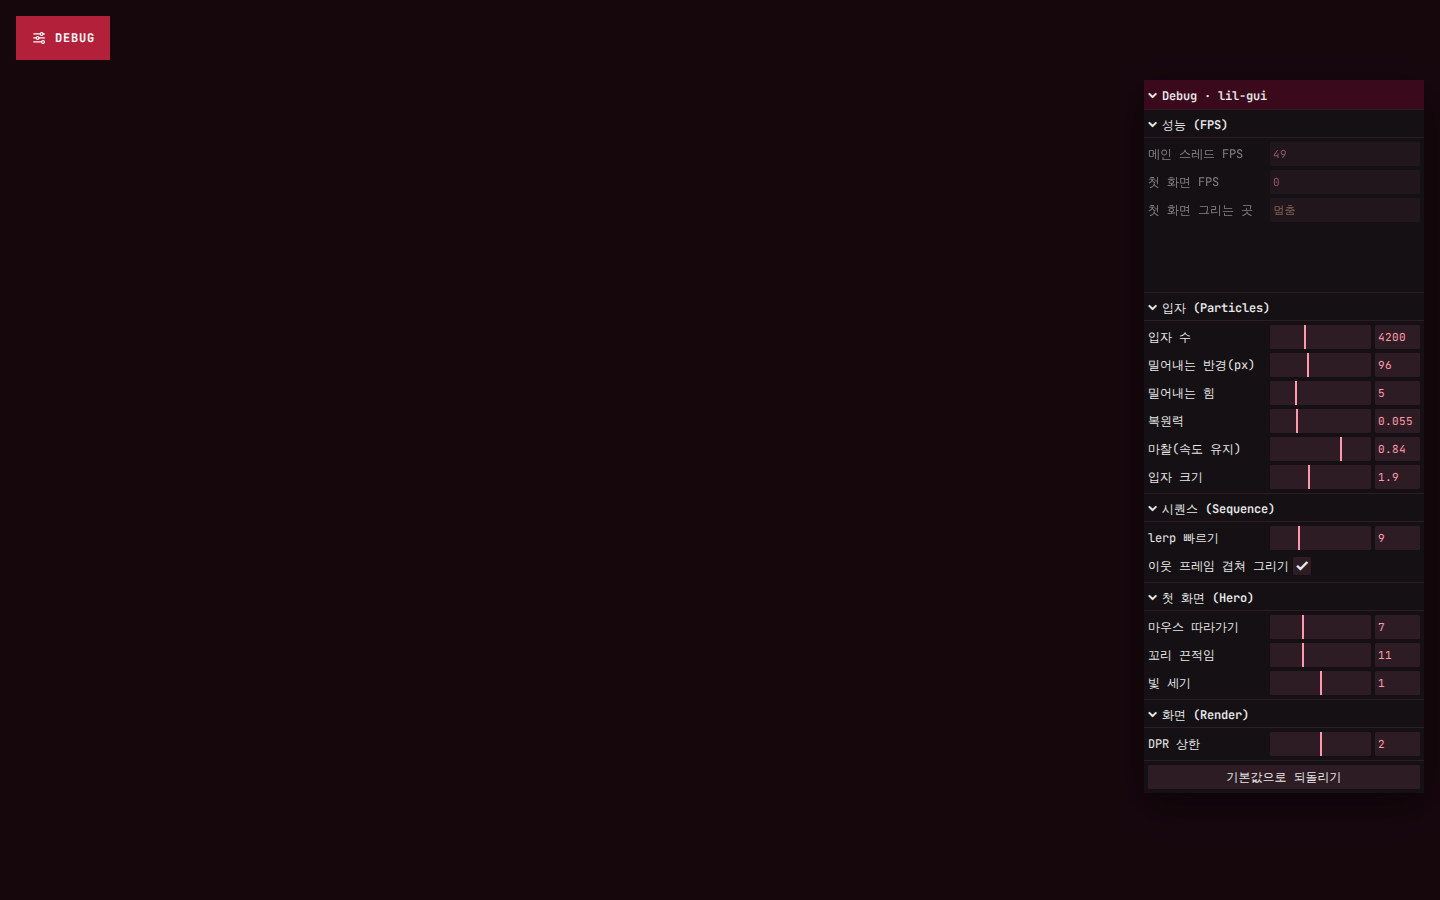 DEBUG
Debug · lil-gui
성능 (FPS)
메인 스레드 FPS 49
첫 화면 FPS 0
첫 화면 그리는 곳 멈춤
입자 (Particles)
입자 수 4200
밀어내는 반경(px) 96
밀어내는 힘 5
복원력 0.055
마찰(속도 유지) 0.84
입자 크기 1.9
시퀀스 (Sequence)
lerp 빠르기 9
이웃 프레임 겹쳐 그리기
첫 화면 (Hero)
마우스 따라가기 7
꼬리 끈적임 11
빛 세기 1
화면 (Render)
DPR 상한 2
기본값으로 되돌리기